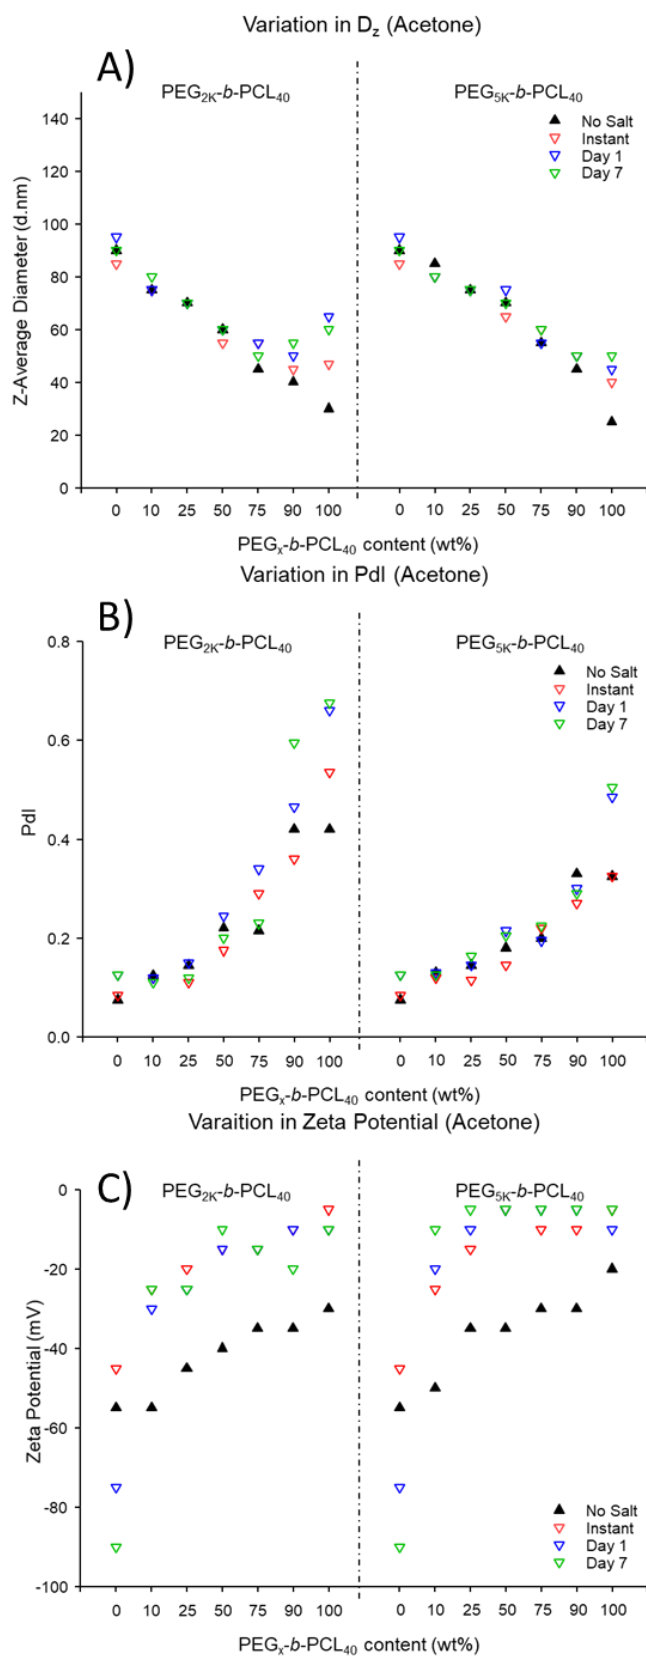 Variation in Dz (Acetone)
A)
PEG2K-b-PCL40
PEG5K-b-PCL40
No Salt
Instant
Day 1
Day 7
Z-Average Diameter (d.nm)
140
120
100
80
60
40
20
0
0 10 25 50 75 90 100 0 10 25 50 75 90 100
PEGx-b-PCL40 content (wt%)
Variation in PdI (Acetone)
B)
PEG2K-b-PCL40
PEG5K-b-PCL40
No Salt
Instant
Day 1
Day 7
PdI
0.8
0.6
0.4
0.2
0.0
0 10 25 50 75 90 100 0 10 25 50 75 90 100
PEGx-b-PCL40 content (wt%)
Varaition in Zeta Potential (Acetone)
C)
PEG2K-b-PCL40
PEG5K-b-PCL40
Zeta Potential (mV)
0
-20
-40
-60
-80
-100
No Salt
Instant
Day 1
Day 7
0 10 25 50 75 90 100 0 10 25 50 75 90 100
PEGx-b-PCL40 content (wt%)